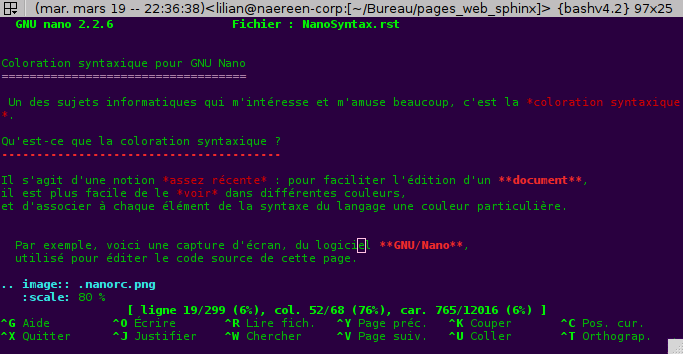 (mar. mars 19 -- 22:36:38)<lilian@naereen-corp:[~/Bureau/pages_web_sphinx]> {bashv4.2} 97x25
GNU nano 2.2.6 Fichier : NanoSyntax.rst
Coloration syntaxique pour GNU Nano
===================================
Un des sujets informatiques qui m'intéresse et m'amuse beaucoup, c'est la *coloration syntaxique
*.
Qu'est-ce que la coloration syntaxique ?
----------------------------------------
Il s'agit d'une notion *assez récente* : pour faciliter l'édition d'un **document**,
il est plus facile de le *voir* dans différentes couleurs,
et d'associer à chaque élément de la syntaxe du langage une couleur particulière.
Par exemple, voici une capture d'écran, du logiciel **GNU/Nano**,
utilisé pour éditer le code source de cette page.
.. image:: .nanorc.png
:scale: 80 %
[ ligne 19/299 (6%), col. 52/68 (76%), car. 765/12016 (6%) ]
^G Aide ^O Écrire ^R Lire fich. ^Y Page préc. ^K Couper ^C Pos. cur.
^X Quitter ^J Justifier ^W Chercher ^V Page suiv. ^U Coller ^T Orthograp.